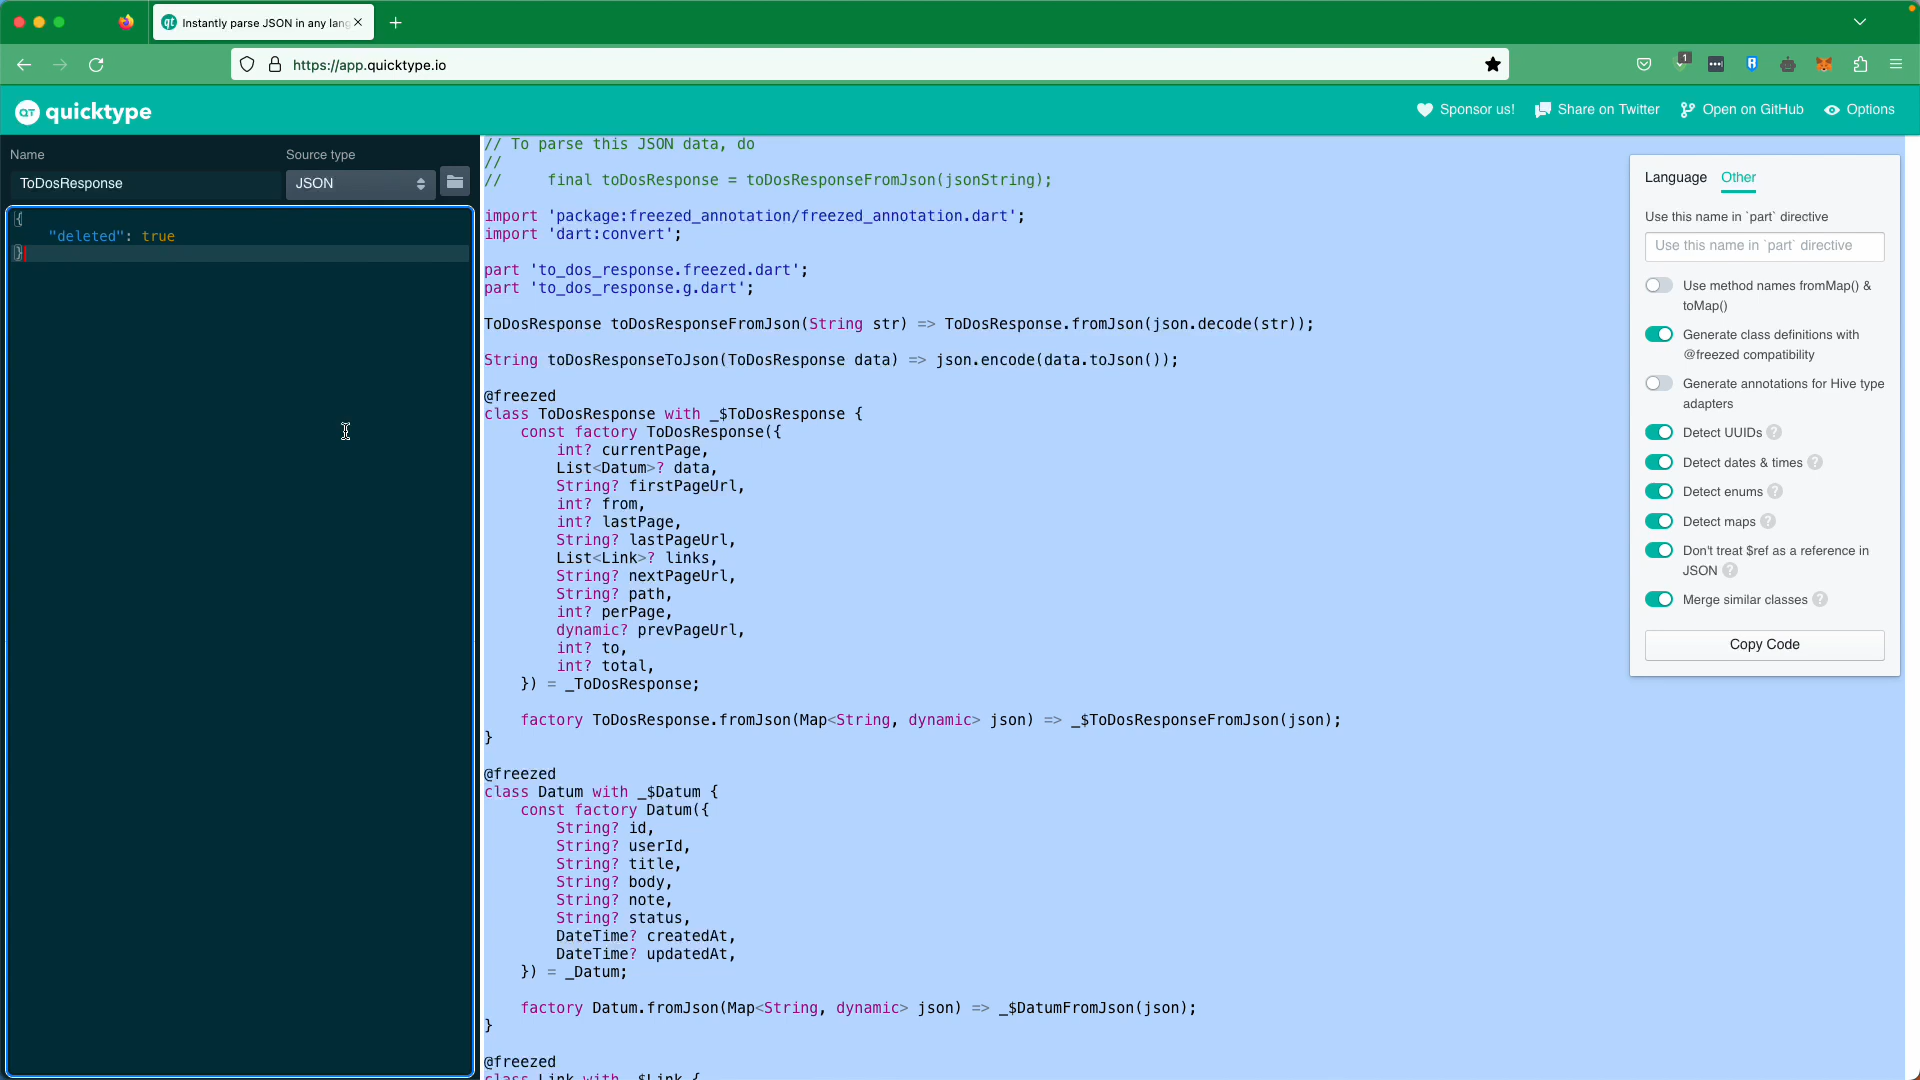 Instantly parse JSON in any lang
https://app.quicktype.io
1
QT quicktype
Sponsor us!
Share on Twitter
Open on GitHub
Options
Name
Source type
ToDosResponse
JSON
{
"deleted": true
}
// To parse this JSON data, do
//
//     final toDosResponse = toDosResponseFromJson(jsonString);
import 'package:freezed_annotation/freezed_annotation.dart';
import 'dart:convert';
part 'to_dos_response.freezed.dart';
part 'to_dos_response.g.dart';
ToDosResponse toDosResponseFromJson(String str) => ToDosResponse.fromJson(json.decode(str));
String toDosResponseToJson(ToDosResponse data) => json.encode(data.toJson());
@freezed
class ToDosResponse with _$ToDosResponse {
const factory ToDosResponse({
int? currentPage,
List<Datum>? data,
String? firstPageUrl,
int? from,
int? lastPage,
String? lastPageUrl,
List<Link>? links,
String? nextPageUrl,
String? path,
int? perPage,
dynamic? prevPageUrl,
int? to,
int? total,
}) = _ToDosResponse;
factory ToDosResponse.fromJson(Map<String, dynamic> json) => _$ToDosResponseFromJson(json);
}
@freezed
class Datum with _$Datum {
const factory Datum({
String? id,
String? userId,
String? title,
String? body,
String? note,
String? status,
DateTime? createdAt,
DateTime? updatedAt,
}) = _Datum;
factory Datum.fromJson(Map<String, dynamic> json) => _$DatumFromJson(json);
}
@freezed
class Link with _$Link {
Language
Other
Use this name in `part` directive
Use this name in `part` directive
Use method names fromMap() &
toMap()
Generate class definitions with
@freezed compatibility
Generate annotations for Hive type
adapters
Detect UUIDs ?
Detect dates & times ?
Detect enums ?
Detect maps ?
Don't treat $ref as a reference in
JSON ?
Merge similar classes ?
Copy Code